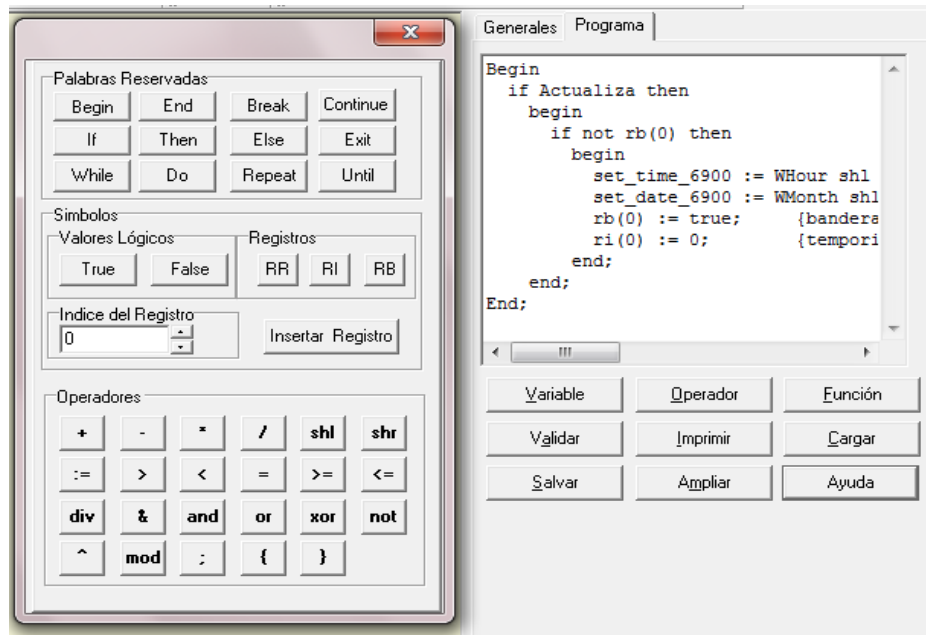 Palabras Reservadas
Begin End Break Continue
If Then Else Exit
While Do Repeat Until
Simbolos
Valores Lógicos Registros
True False RR RI RB
Indice del Registro
0 Insertar Registro
Operadores
+ - * / shl shr
:= > < = >= <=
div & and or xor not
^ mod ; { }
Generales Programa
Begin
if Actualiza then
begin
if not rb(0) then
begin
set_time_6900 := WHour shl
set_date_6900 := WMonth shl
rb(0) := true; {bandera
ri(0) := 0; {tempori
end;
end;
End;
Variable Operador Función
Validar Imprimir Cargar
Salvar Ampliar Ayuda